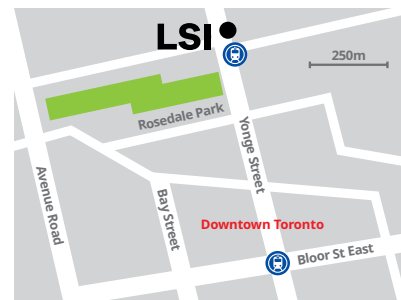 LSI
250m
Rosedale Park
Yonge Street
Avenue Road
Bay Street
Downtown Toronto
Bloor St East